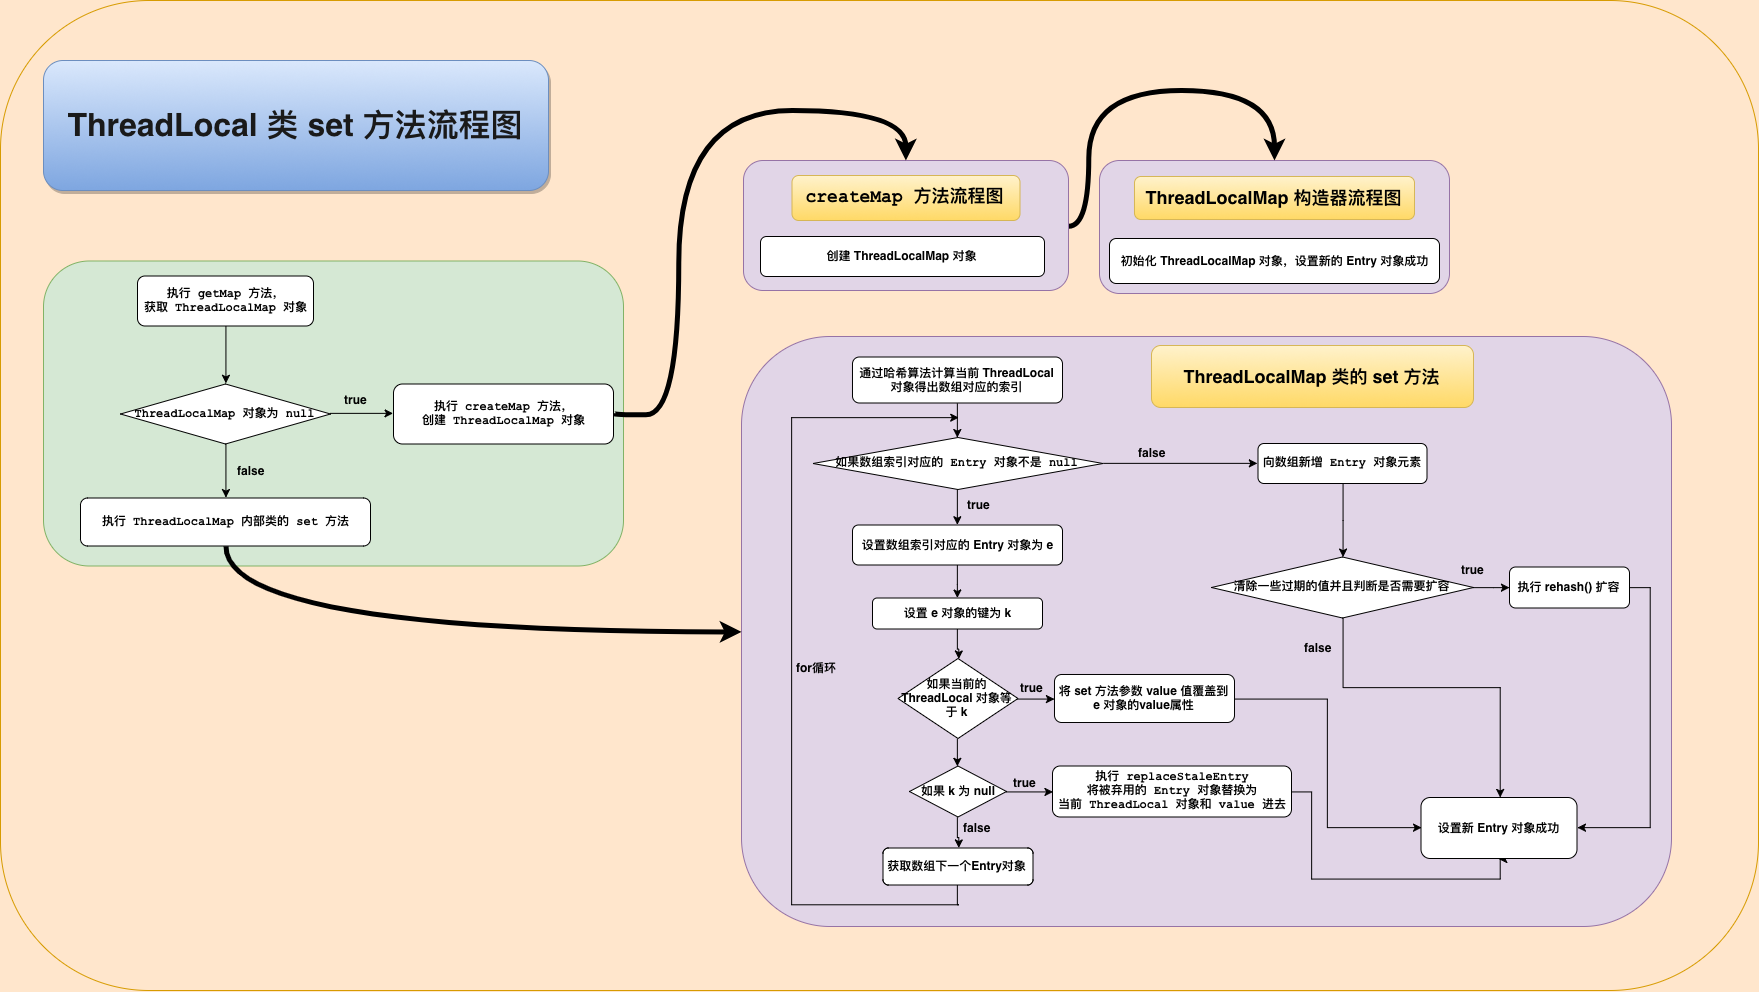 ThreadLocal 类 set 方法流程图
执行 getMap 方法，
获取 ThreadLocalMap 对象
ThreadLocalMap 对象为 null
true
执行 createMap 方法，
创建 ThreadLocalMap 对象
false
执行 ThreadLocalMap 内部类的 set 方法
createMap 方法流程图
创建 ThreadLocalMap 对象
ThreadLocalMap 构造器流程图
初始化 ThreadLocalMap 对象，设置新的 Entry 对象成功
ThreadLocalMap 类的 set 方法
通过哈希算法计算当前 ThreadLocal
对象得出数组对应的索引
如果数组索引对应的 Entry 对象不是 null
false
向数组新增 Entry 对象元素
true
设置数组索引对应的 Entry 对象为 e
清除一些过期的值并且判断是否需要扩容
true
执行 rehash() 扩容
false
设置 e 对象的键为 k
for循环
如果当前的
ThreadLocal 对象等
于 k
true
将 set 方法参数 value 值覆盖到
e 对象的value属性
如果 k 为 null
true
执行 replaceStaleEntry
将被弃用的 Entry 对象替换为
当前 ThreadLocal 对象和 value 进去
false
获取数组下一个Entry对象
设置新 Entry 对象成功